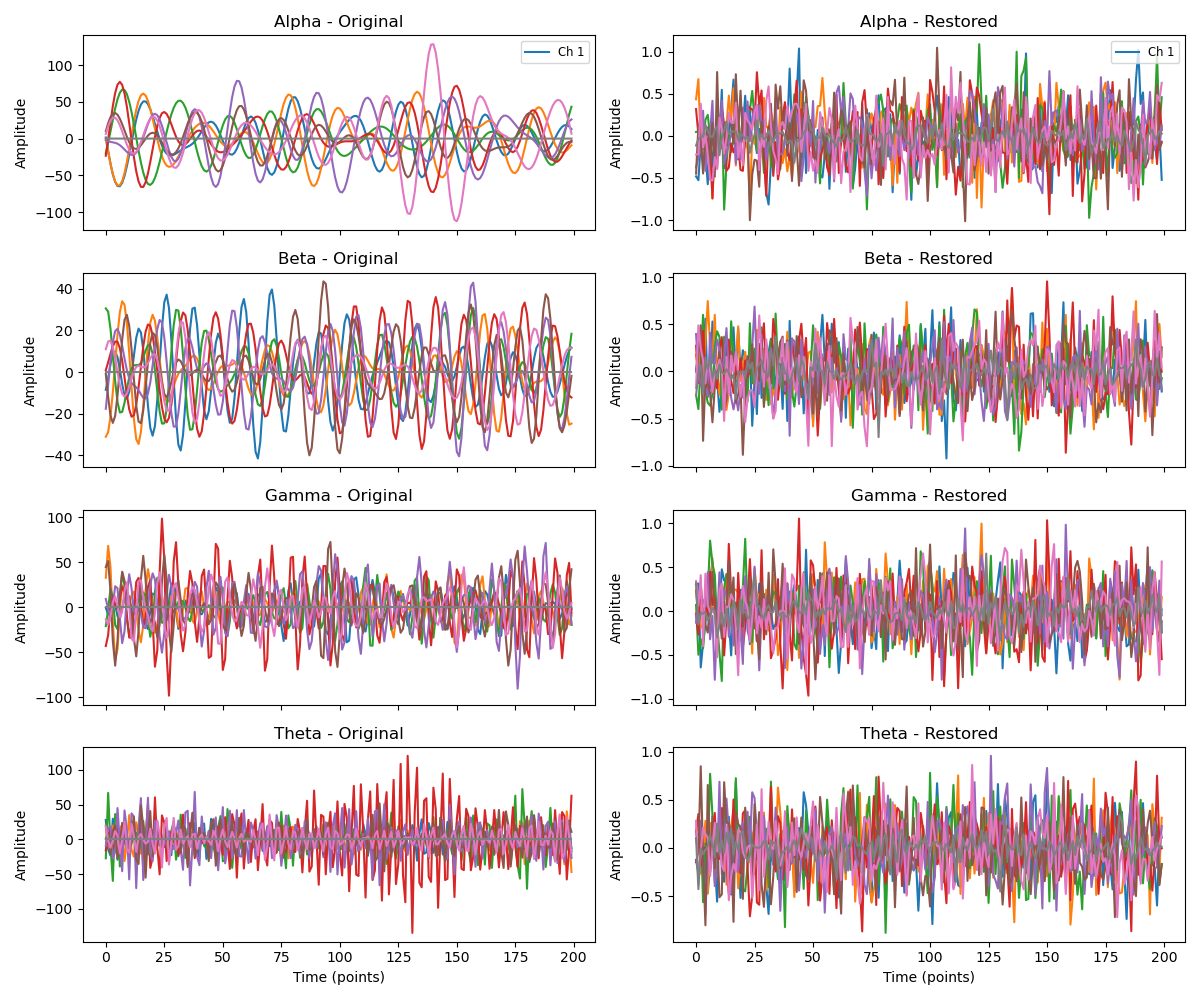 Alpha - Original
Amplitude
100
50
0
−50
−100
Ch 1
Alpha - Restored
Amplitude
1.0
0.5
0.0
−0.5
−1.0
Ch 1
Beta - Original
Amplitude
40
20
0
−20
−40
Beta - Restored
Amplitude
1.0
0.5
0.0
−0.5
−1.0
Gamma - Original
Amplitude
100
50
0
−50
−100
Gamma - Restored
Amplitude
1.0
0.5
0.0
−0.5
−1.0
Theta - Original
Amplitude
100
50
0
−50
−100
0 25 50 75 100 125 150 175 200
Time (points)
Theta - Restored
Amplitude
1.0
0.5
0.0
−0.5
0 25 50 75 100 125 150 175 200
Time (points)